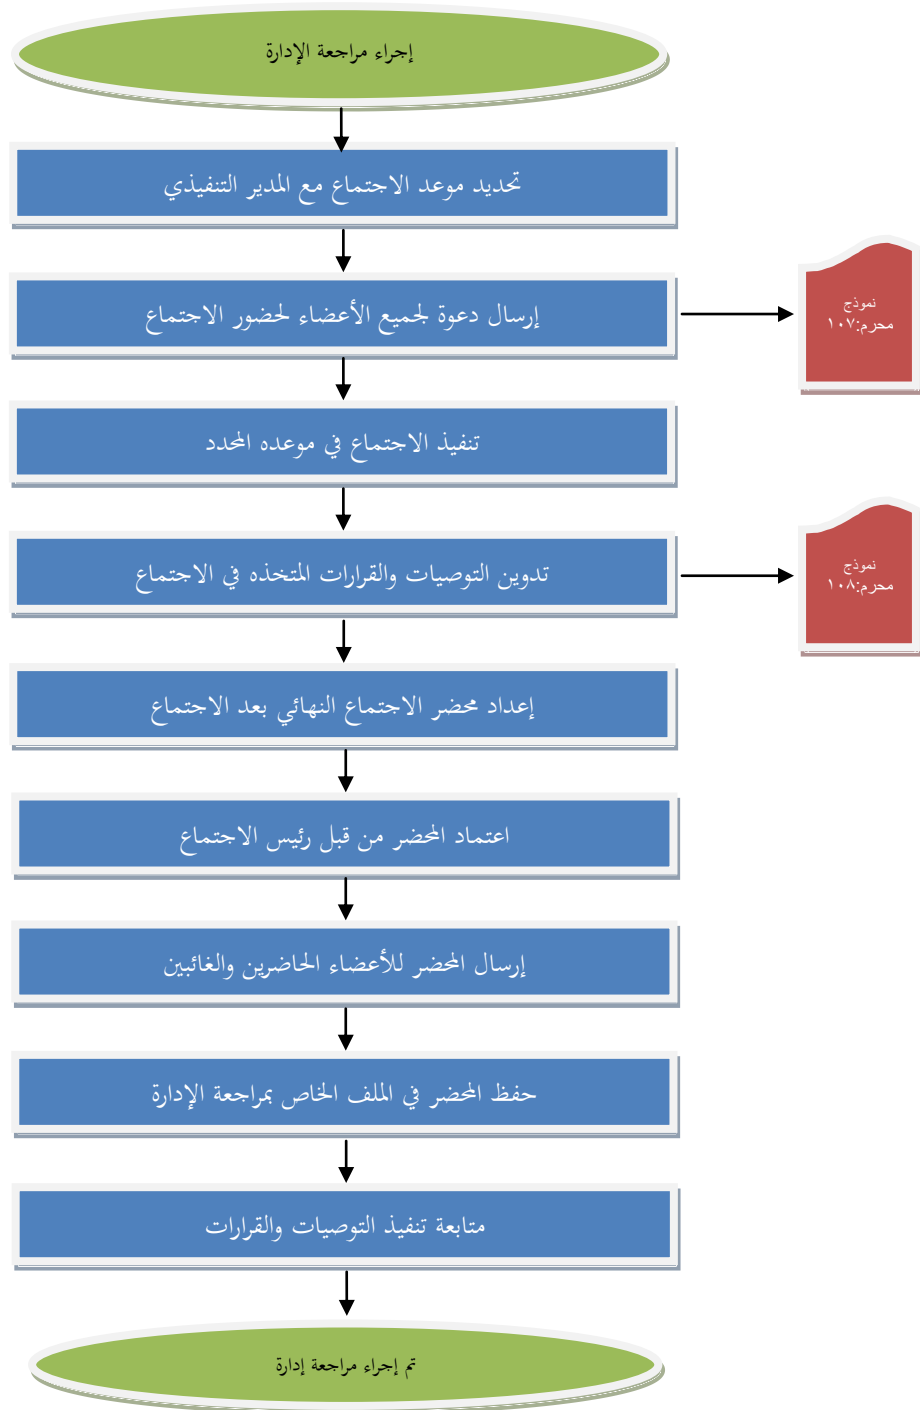 إجراء مراجعة الإدارة
تحديد موعد الاجتماع مع المدير التنفيذي
إرسال دعوة لجميع الأعضاء لحضور الاجتماع
نموذج
محرم:١٠٧
تنفيذ الاجتماع في موعده المحدد
تدوين التوصيات والقرارات المتخذه في الاجتماع
نموذج
محرم:١٠٨
إعداد محضر الاجتماع النهائي بعد الاجتماع
اعتماد المحضر من قبل رئيس الاجتماع
إرسال المحضر للأعضاء الحاضرين والغائبين
حفظ المحضر في الملف الخاص بمراجعة الإدارة
متابعة تنفيذ التوصيات والقرارات
تم إجراء مراجعة إدارة